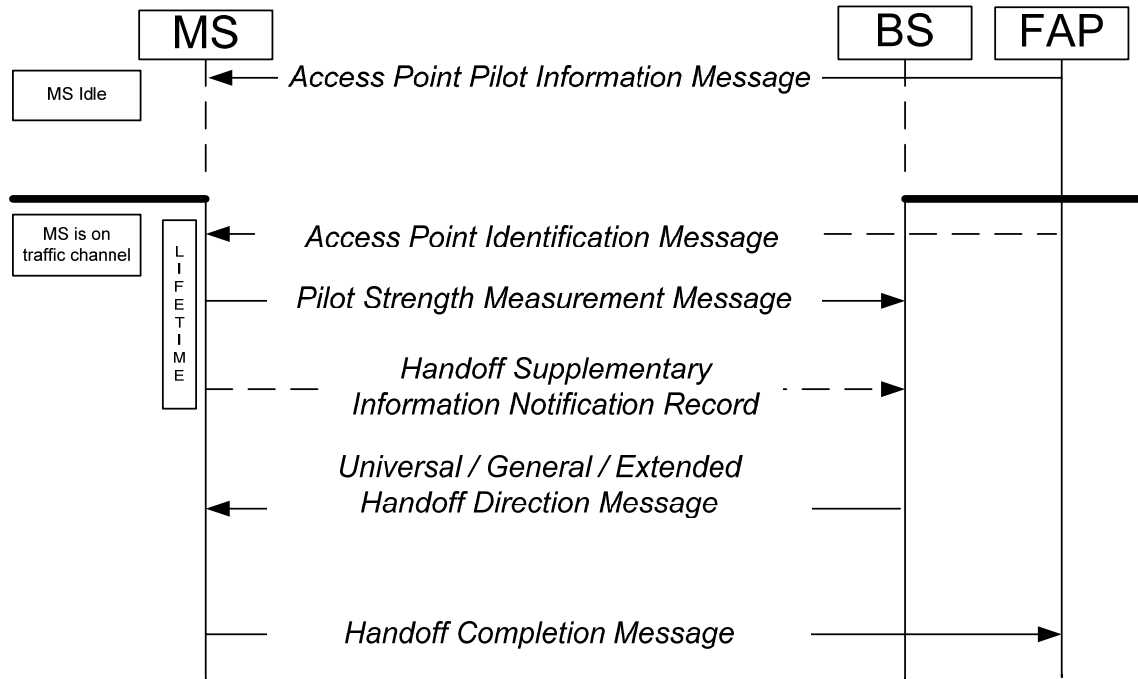 MS
BS
FAP
Access Point Pilot Information Message
MS Idle
MS is on
traffic channel
LIFETIME
Access Point Identification Message
Pilot Strength Measurement Message
Handoff Supplementary
Information Notification Record
Universal / General / Extended
Handoff Direction Message
Handoff Completion Message